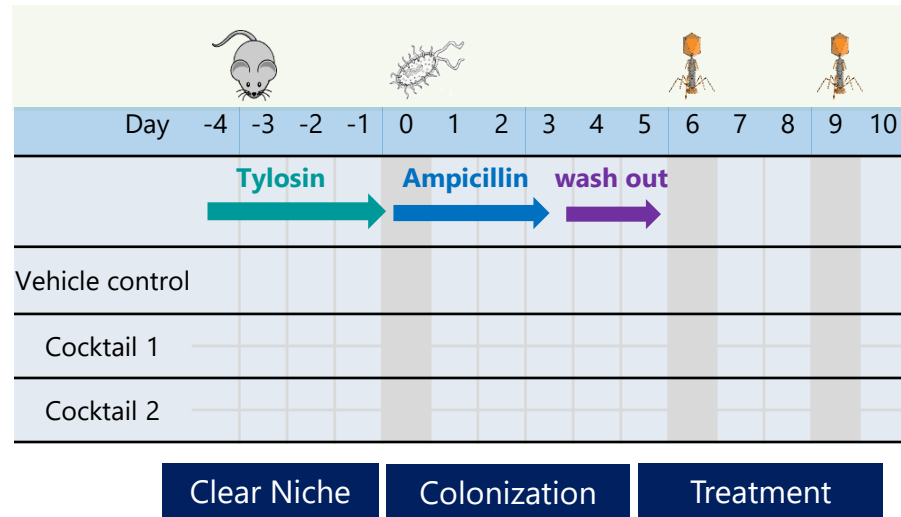 Day -4 -3 -2 -1 0 1 2 3 4 5 6 7 8 9 10
Tylosin Ampicillin wash out
Vehicle control
Cocktail 1
Cocktail 2
Clear Niche Colonization Treatment